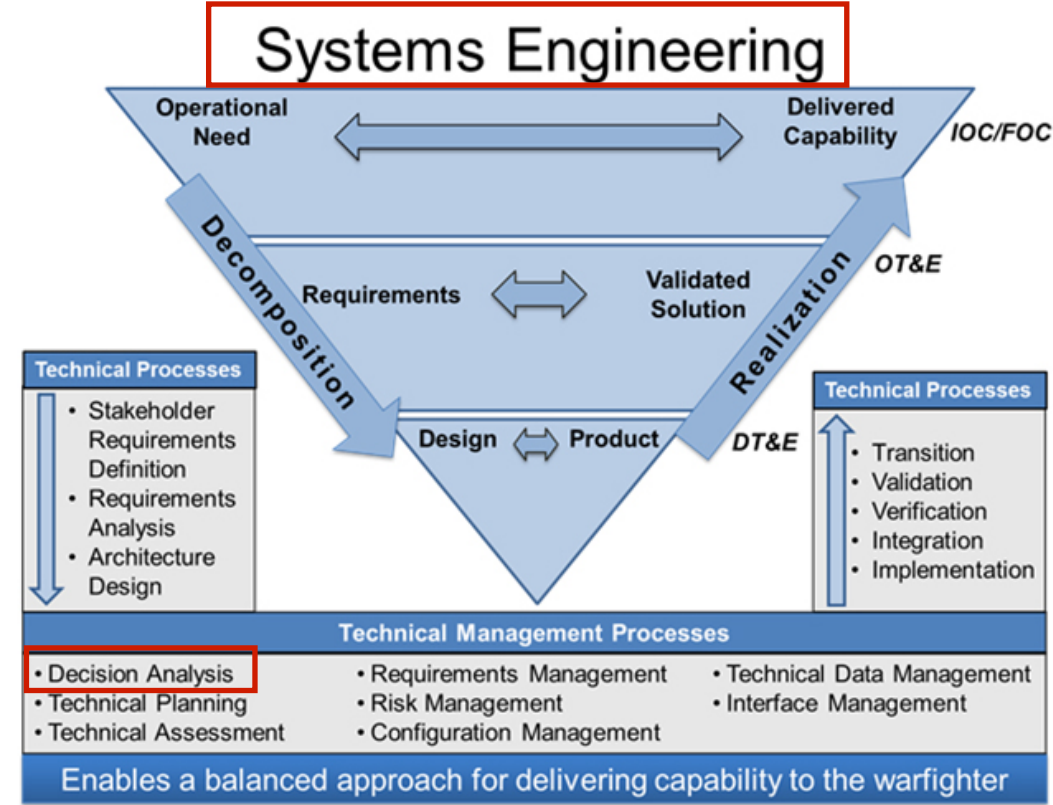 Systems Engineering
Operational
Need
Delivered
Capability
IOC/FOC
Decomposition
Realization
OT&E
Requirements
Validated
Solution
Design
Product
DT&E
Technical Processes
• Stakeholder
Requirements
Definition
• Requirements
Analysis
• Architecture
Design
Technical Processes
• Transition
• Validation
• Verification
• Integration
• Implementation
Technical Management Processes
• Decision Analysis
• Technical Planning
• Technical Assessment
• Requirements Management
• Risk Management
• Configuration Management
• Technical Data Management
• Interface Management
Enables a balanced approach for delivering capability to the warfighter